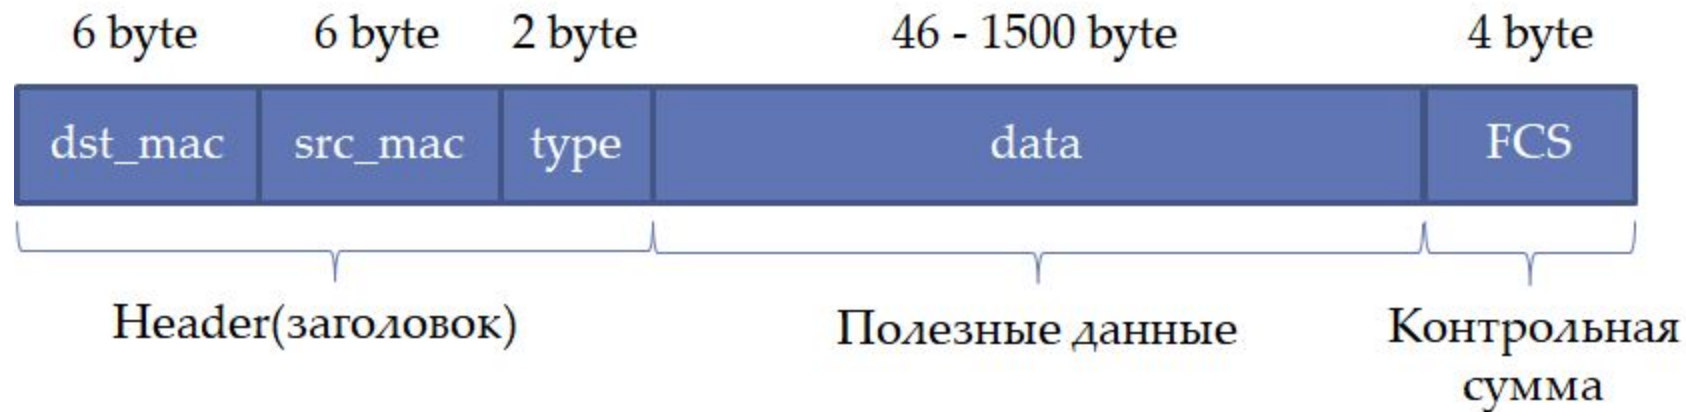 6 byte 6 byte 2 byte 46 - 1500 byte 4 byte
dst_mac src_mac type data FCS
Header(заголовок) Полезные данные Контрольная
сумма